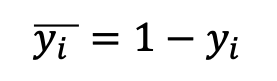 $\overline{y_i} = 1 - y_i$